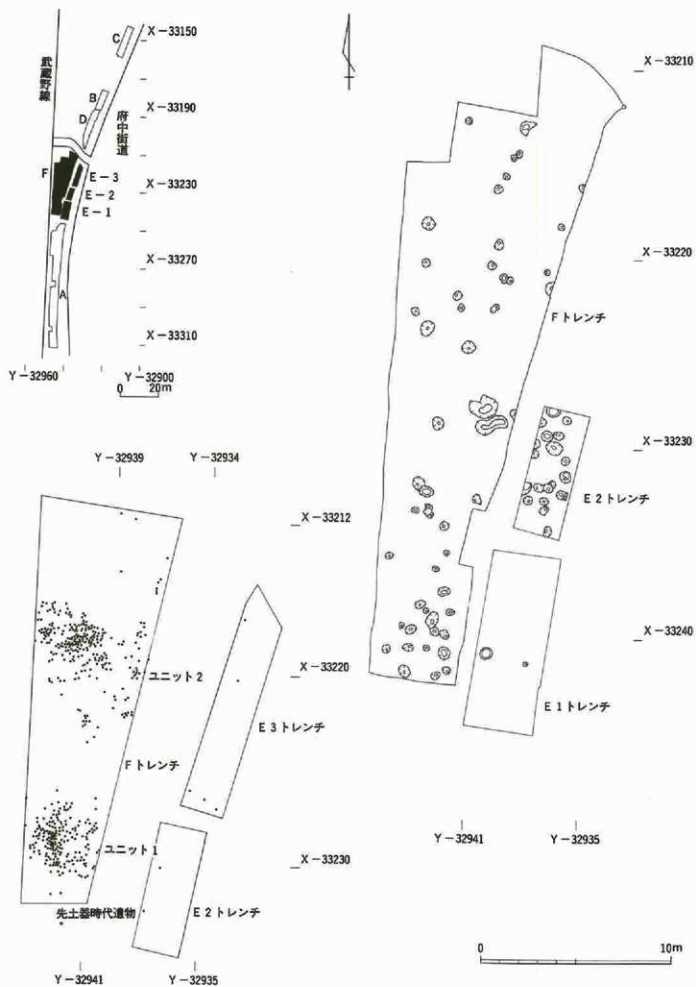 C
X-33150
武蔵野線
B
X-33190
D
府中街道
F
E-3
E-2
X-33230
E-1
X-33270
A
X-33310
Y-32960
Y-32900
0
20m
X-33210
X-33220
Fトレンチ
X-33230
E2トレンチ
X-33240
E1トレンチ
Y-32941
Y-32935
0
10m
Y-32939
Y-32934
X-33212
X-33220
ユニット2
E3トレンチ
Fトレンチ
ユニット1
X-33230
先土器時代遺物
E2トレンチ
Y-32941
Y-32935